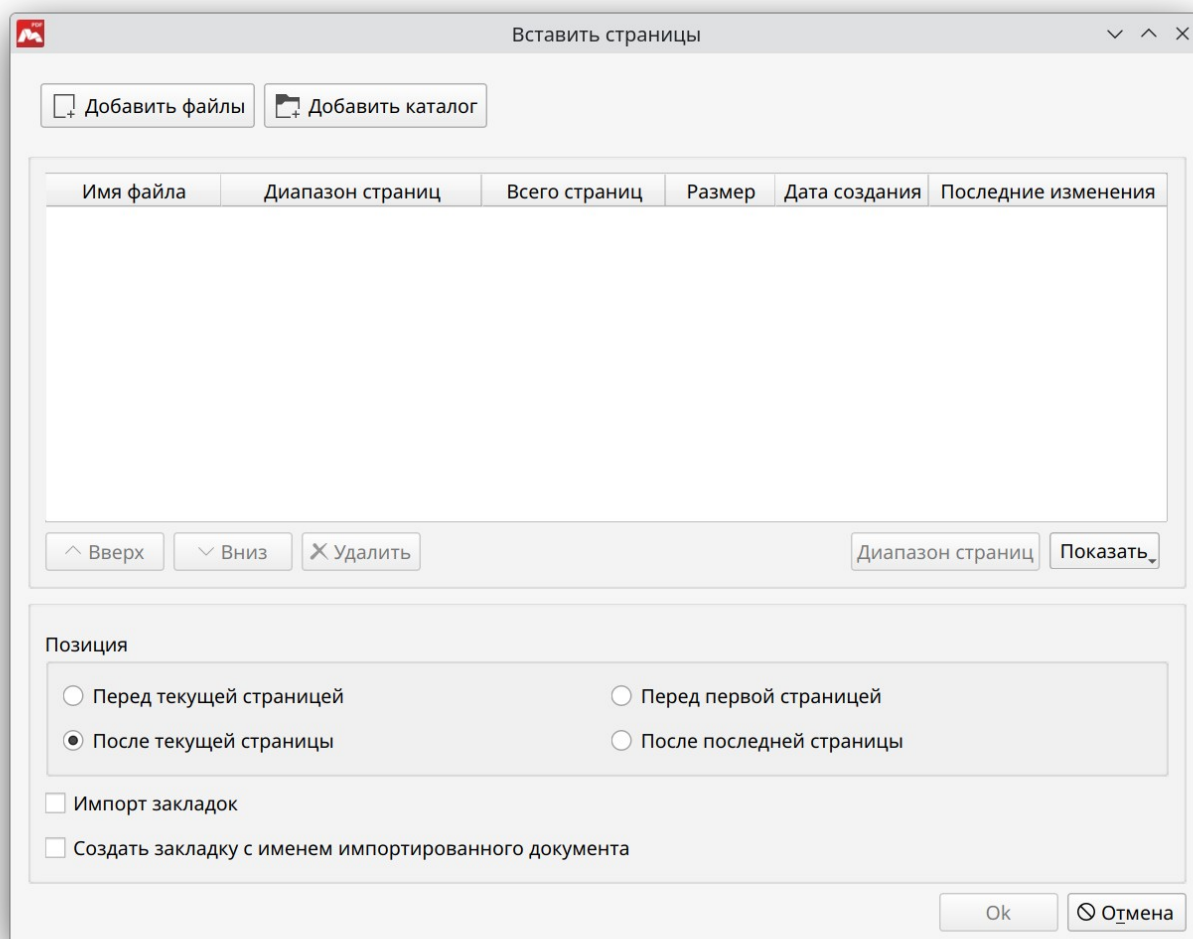 PDF
Вставить страницы
Добавить файлы Добавить каталог
Имя файла Диапазон страниц Всего страниц Размер Дата создания Последние изменения
Вверх Вниз Удалить Диапазон страниц Показать
Позиция
Перед текущей страницей Перед первой страницей
После текущей страницы После последней страницы
Импорт закладок
Создать закладку с именем импортированного документа
Ok Отмена